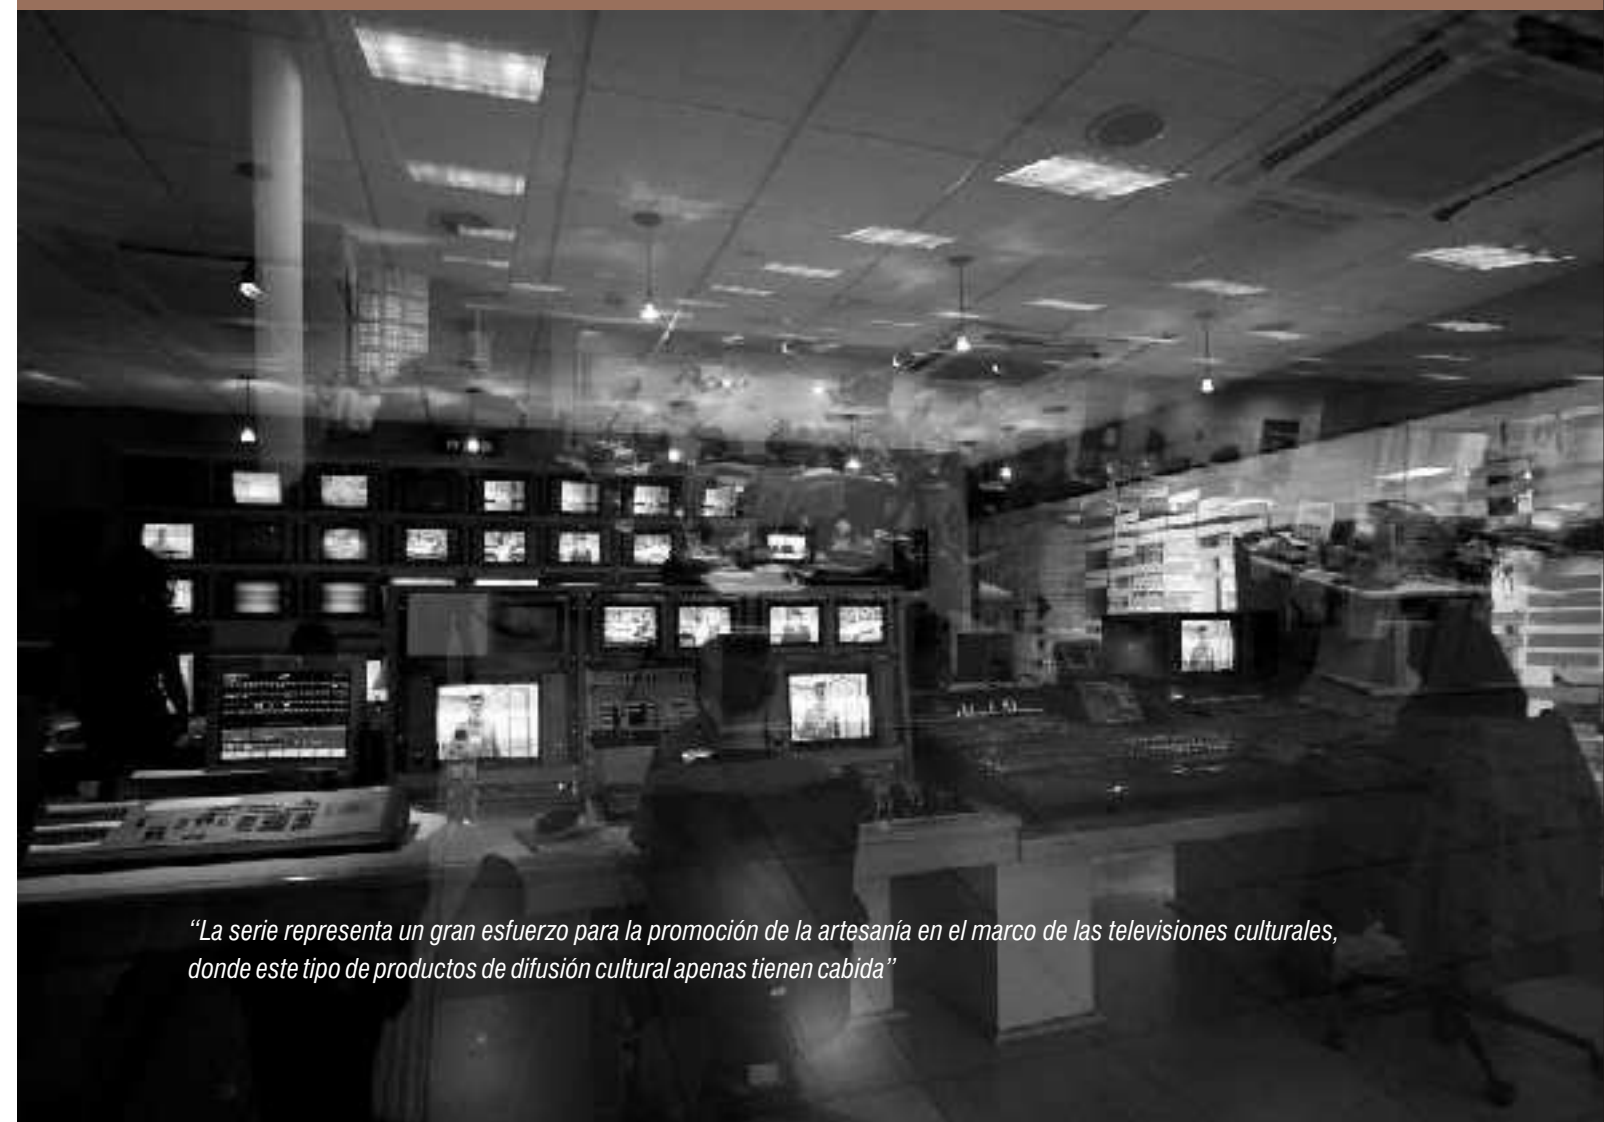 “La serie representa un gran esfuerzo para la promoción de la artesanía en el marco de las televisiones culturales,
donde este tipo de productos de difusión cultural apenas tienen cabida”